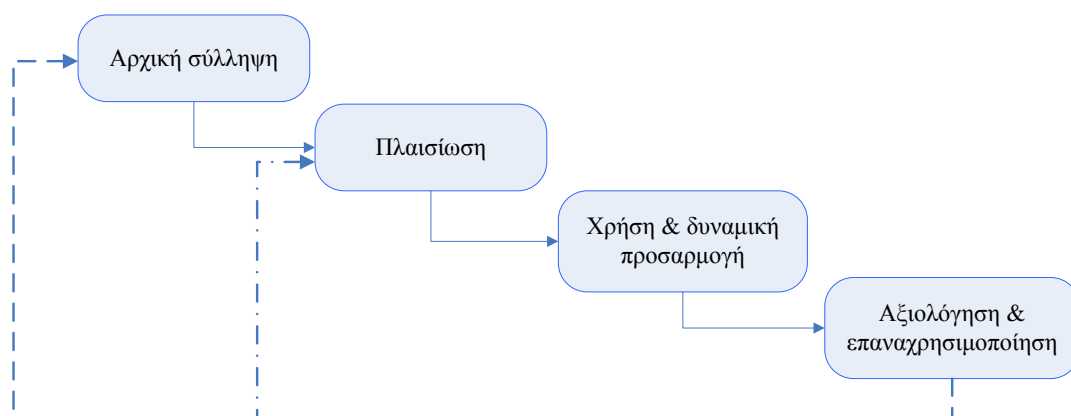 Αρχική σύλληψη
Πλαισίωση
Χρήση & δυναμική
προσαρμογή
Αξιολόγηση &
επαναχρησιμοποίηση